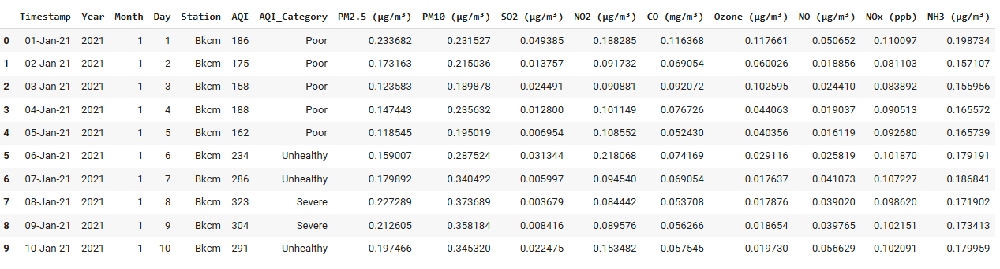 Timestamp Year Month Day Station AQI AQI_Category PM2.5 (µg/m³) PM10 (µg/m³) SO2 (µg/m³) NO2 (µg/m³) CO (mg/m³) Ozone (µg/m³) NO (µg/m³) NOx (ppb) NH3 (µg/m³)
0 01-Jan-21 2021 1 1 Bkcm 186 Poor 0.233682 0.231527 0.049385 0.188285 0.116368 0.117661 0.050652 0.110097 0.198734
1 02-Jan-21 2021 1 2 Bkcm 175 Poor 0.173163 0.215036 0.013757 0.091732 0.069054 0.060026 0.018856 0.081103 0.157107
2 03-Jan-21 2021 1 3 Bkcm 158 Poor 0.123583 0.189878 0.024491 0.090881 0.092072 0.102595 0.024410 0.083892 0.155956
3 04-Jan-21 2021 1 4 Bkcm 188 Poor 0.147443 0.235632 0.012800 0.101149 0.076726 0.044063 0.019037 0.090513 0.165572
4 05-Jan-21 2021 1 5 Bkcm 162 Poor 0.118545 0.195019 0.006954 0.108552 0.052430 0.040356 0.016119 0.092680 0.165739
5 06-Jan-21 2021 1 6 Bkcm 234 Unhealthy 0.159007 0.287524 0.031344 0.218068 0.074169 0.029116 0.025819 0.101870 0.179191
6 07-Jan-21 2021 1 7 Bkcm 286 Unhealthy 0.179892 0.340422 0.005997 0.094540 0.069054 0.017637 0.041073 0.107227 0.186841
7 08-Jan-21 2021 1 8 Bkcm 323 Severe 0.227289 0.373689 0.003679 0.084442 0.053708 0.017876 0.039020 0.098620 0.171902
8 09-Jan-21 2021 1 9 Bkcm 304 Severe 0.212605 0.358184 0.008416 0.089576 0.056266 0.018654 0.039765 0.102151 0.173413
9 10-Jan-21 2021 1 10 Bkcm 291 Unhealthy 0.197466 0.345320 0.022475 0.153482 0.057545 0.019730 0.056629 0.102091 0.179959